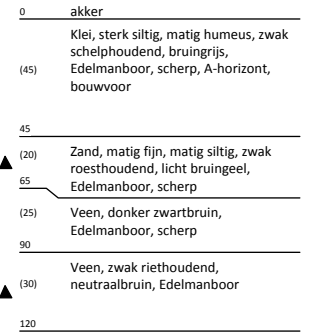 0 akker
Klei, sterk siltig, matig humeus, zwak
schelphoudend, bruingrijs,
(45) Edelmanboor, scherp, A-horizont,
bouwvoor
45
(20) Zand, matig fijn, matig siltig, zwak
roesthoudend, licht bruingeel,
65 Edelmanboor, scherp
(25) Veen, donker zwartbruin,
Edelmanboor, scherp
90
Veen, zwak riethoudend,
(30) neutraalbruin, Edelmanboor
120